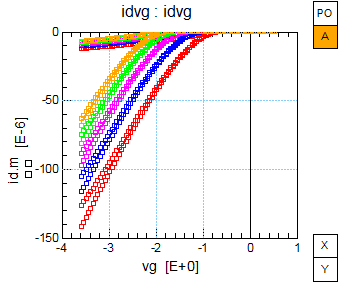 idvg : idvg
PO
A
0
-50
-100
-150
id.m [E-6]
-4 -3 -2 -1 0 1
vg [E+0]
X
Y